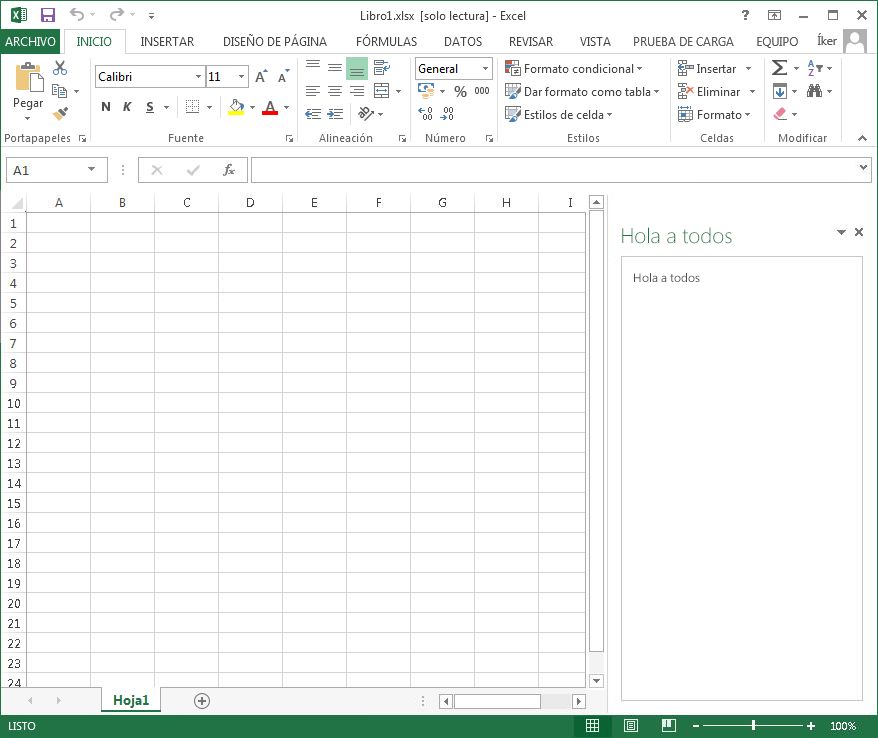 Libro1.xlsx [solo lectura] - Excel
ARCHIVO INICIO INSERTAR DISEÑO DE PÁGINA FÓRMULAS DATOS REVISAR VISTA PRUEBA DE CARGA EQUIPO Íker
Pegar
Portapapeles
Calibri 11 A A
N K S A
Fuente
Alineación
General
% 000
Número
Formato condicional
Dar formato como tabla
Estilos de celda
Estilos
Insertar
Eliminar
Formato
Celdas
Σ A Z
Modificar
A1 fx
A B C D E F G H I
1
2
3
4
5
6
7
8
9
10
11
12
13
14
15
16
17
18
19
20
21
22
23
24
Hola a todos
Hola a todos
Hoja1
LISTO 100%